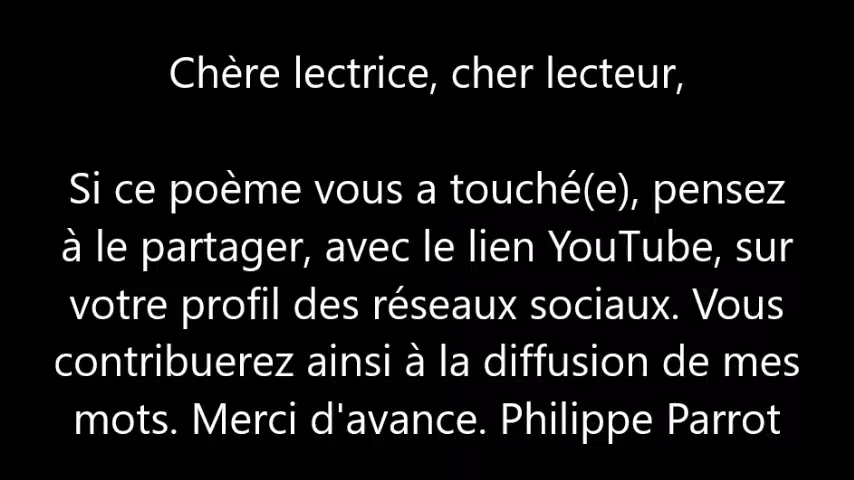 Chère lectrice, cher lecteur,
Si ce poème vous a touché(e), pensez
à le partager, avec le lien YouTube, sur
votre profil des réseaux sociaux. Vous
contribuerez ainsi à la diffusion de mes
mots. Merci d'avance. Philippe Parrot